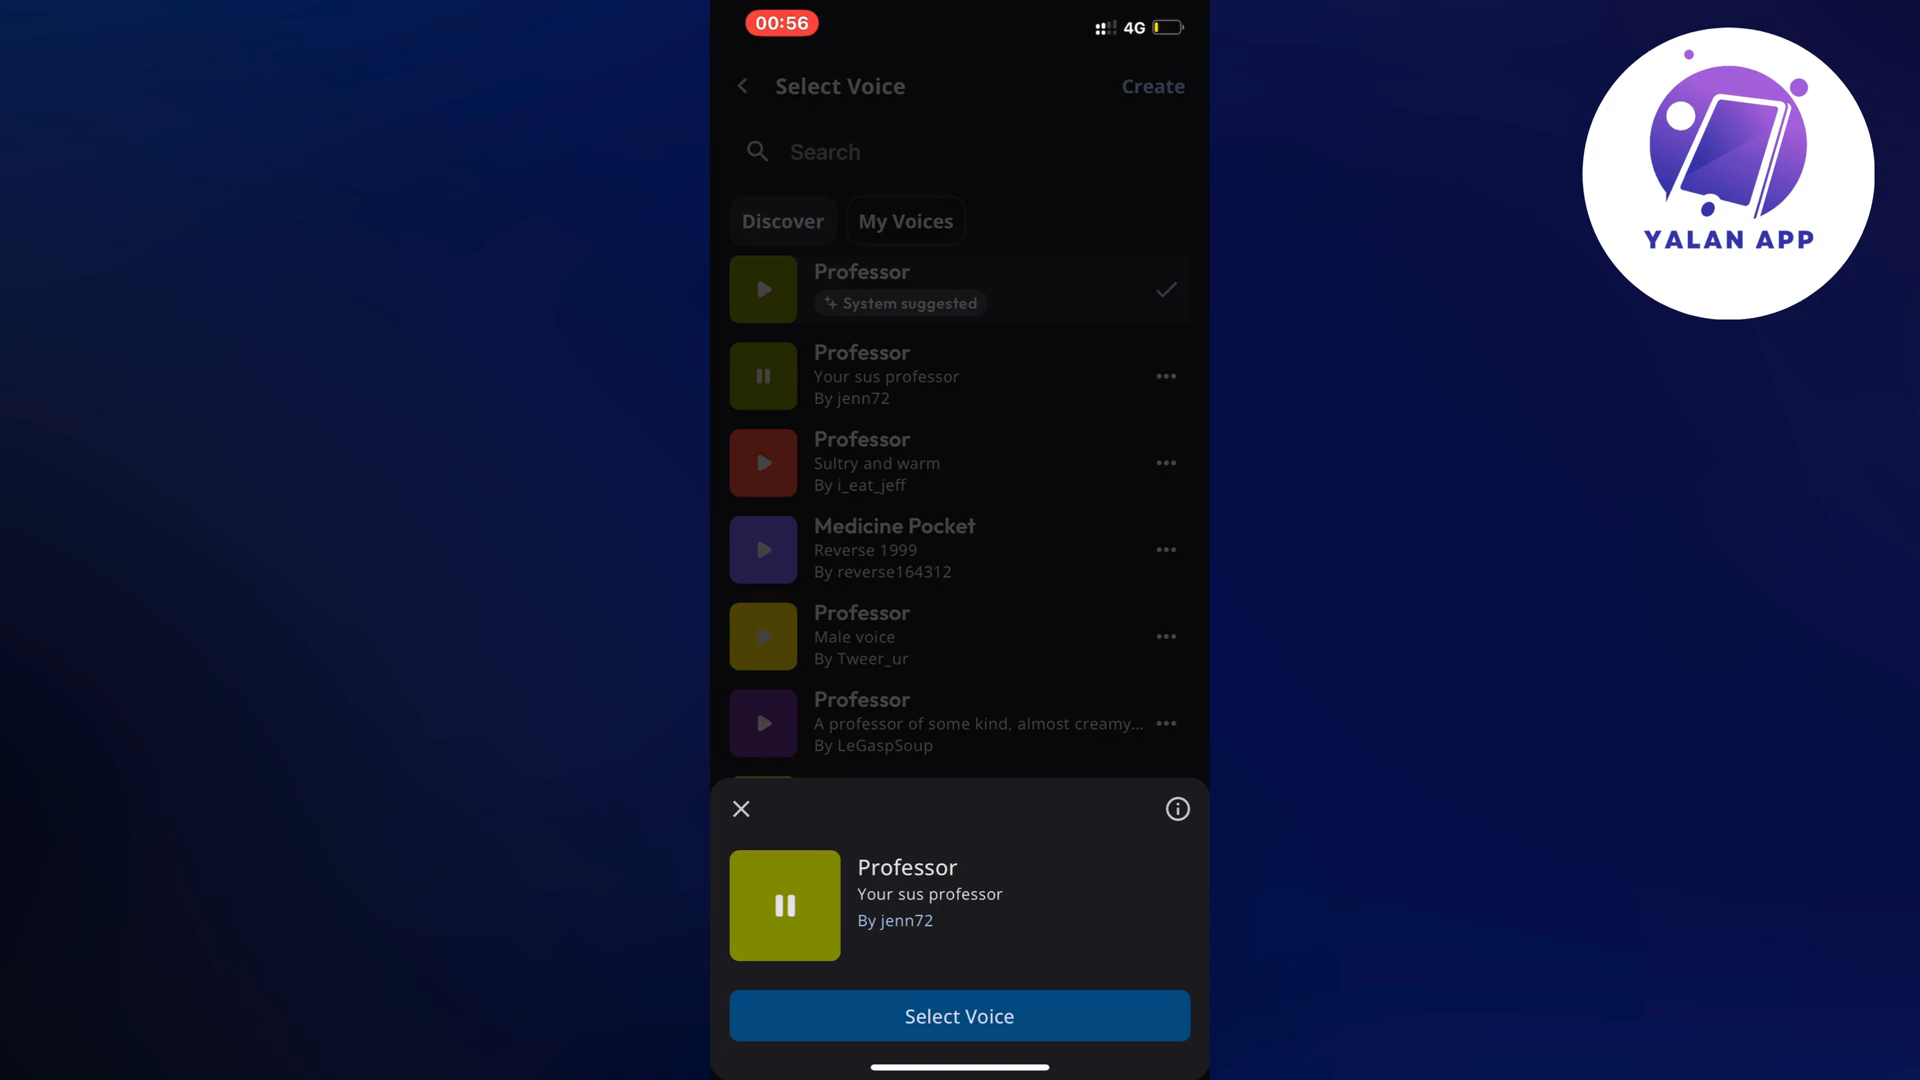 00:56
4G
Select Voice
Create
Search
Discover
My Voices
Professor
System suggested
Professor
Your sus professor
By jenn72
Professor
Sultry and warm
By i_eat_jeff
Medicine Pocket
Reverse 1999
By reverse164312
Professor
Male voice
By Tweer_ur
Professor
A professor of some kind, almost creamy...
By LeGaspSoup
Professor
Your sus professor
By jenn72
Select Voice
YALAN APP